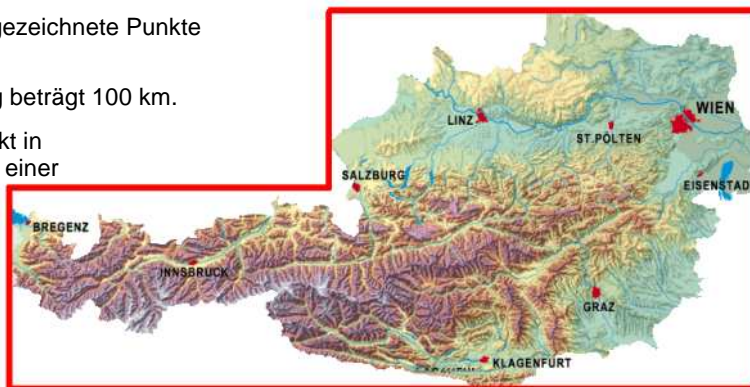 gezeichnete Punkte
g beträgt 100 km.
kt in
einer
LINZ
WIEN
ST.PÖLTEN
SALZBURG
EISENSTAD
BREGENZ
INNSBRUCK
GRAZ
KLAGENFURT